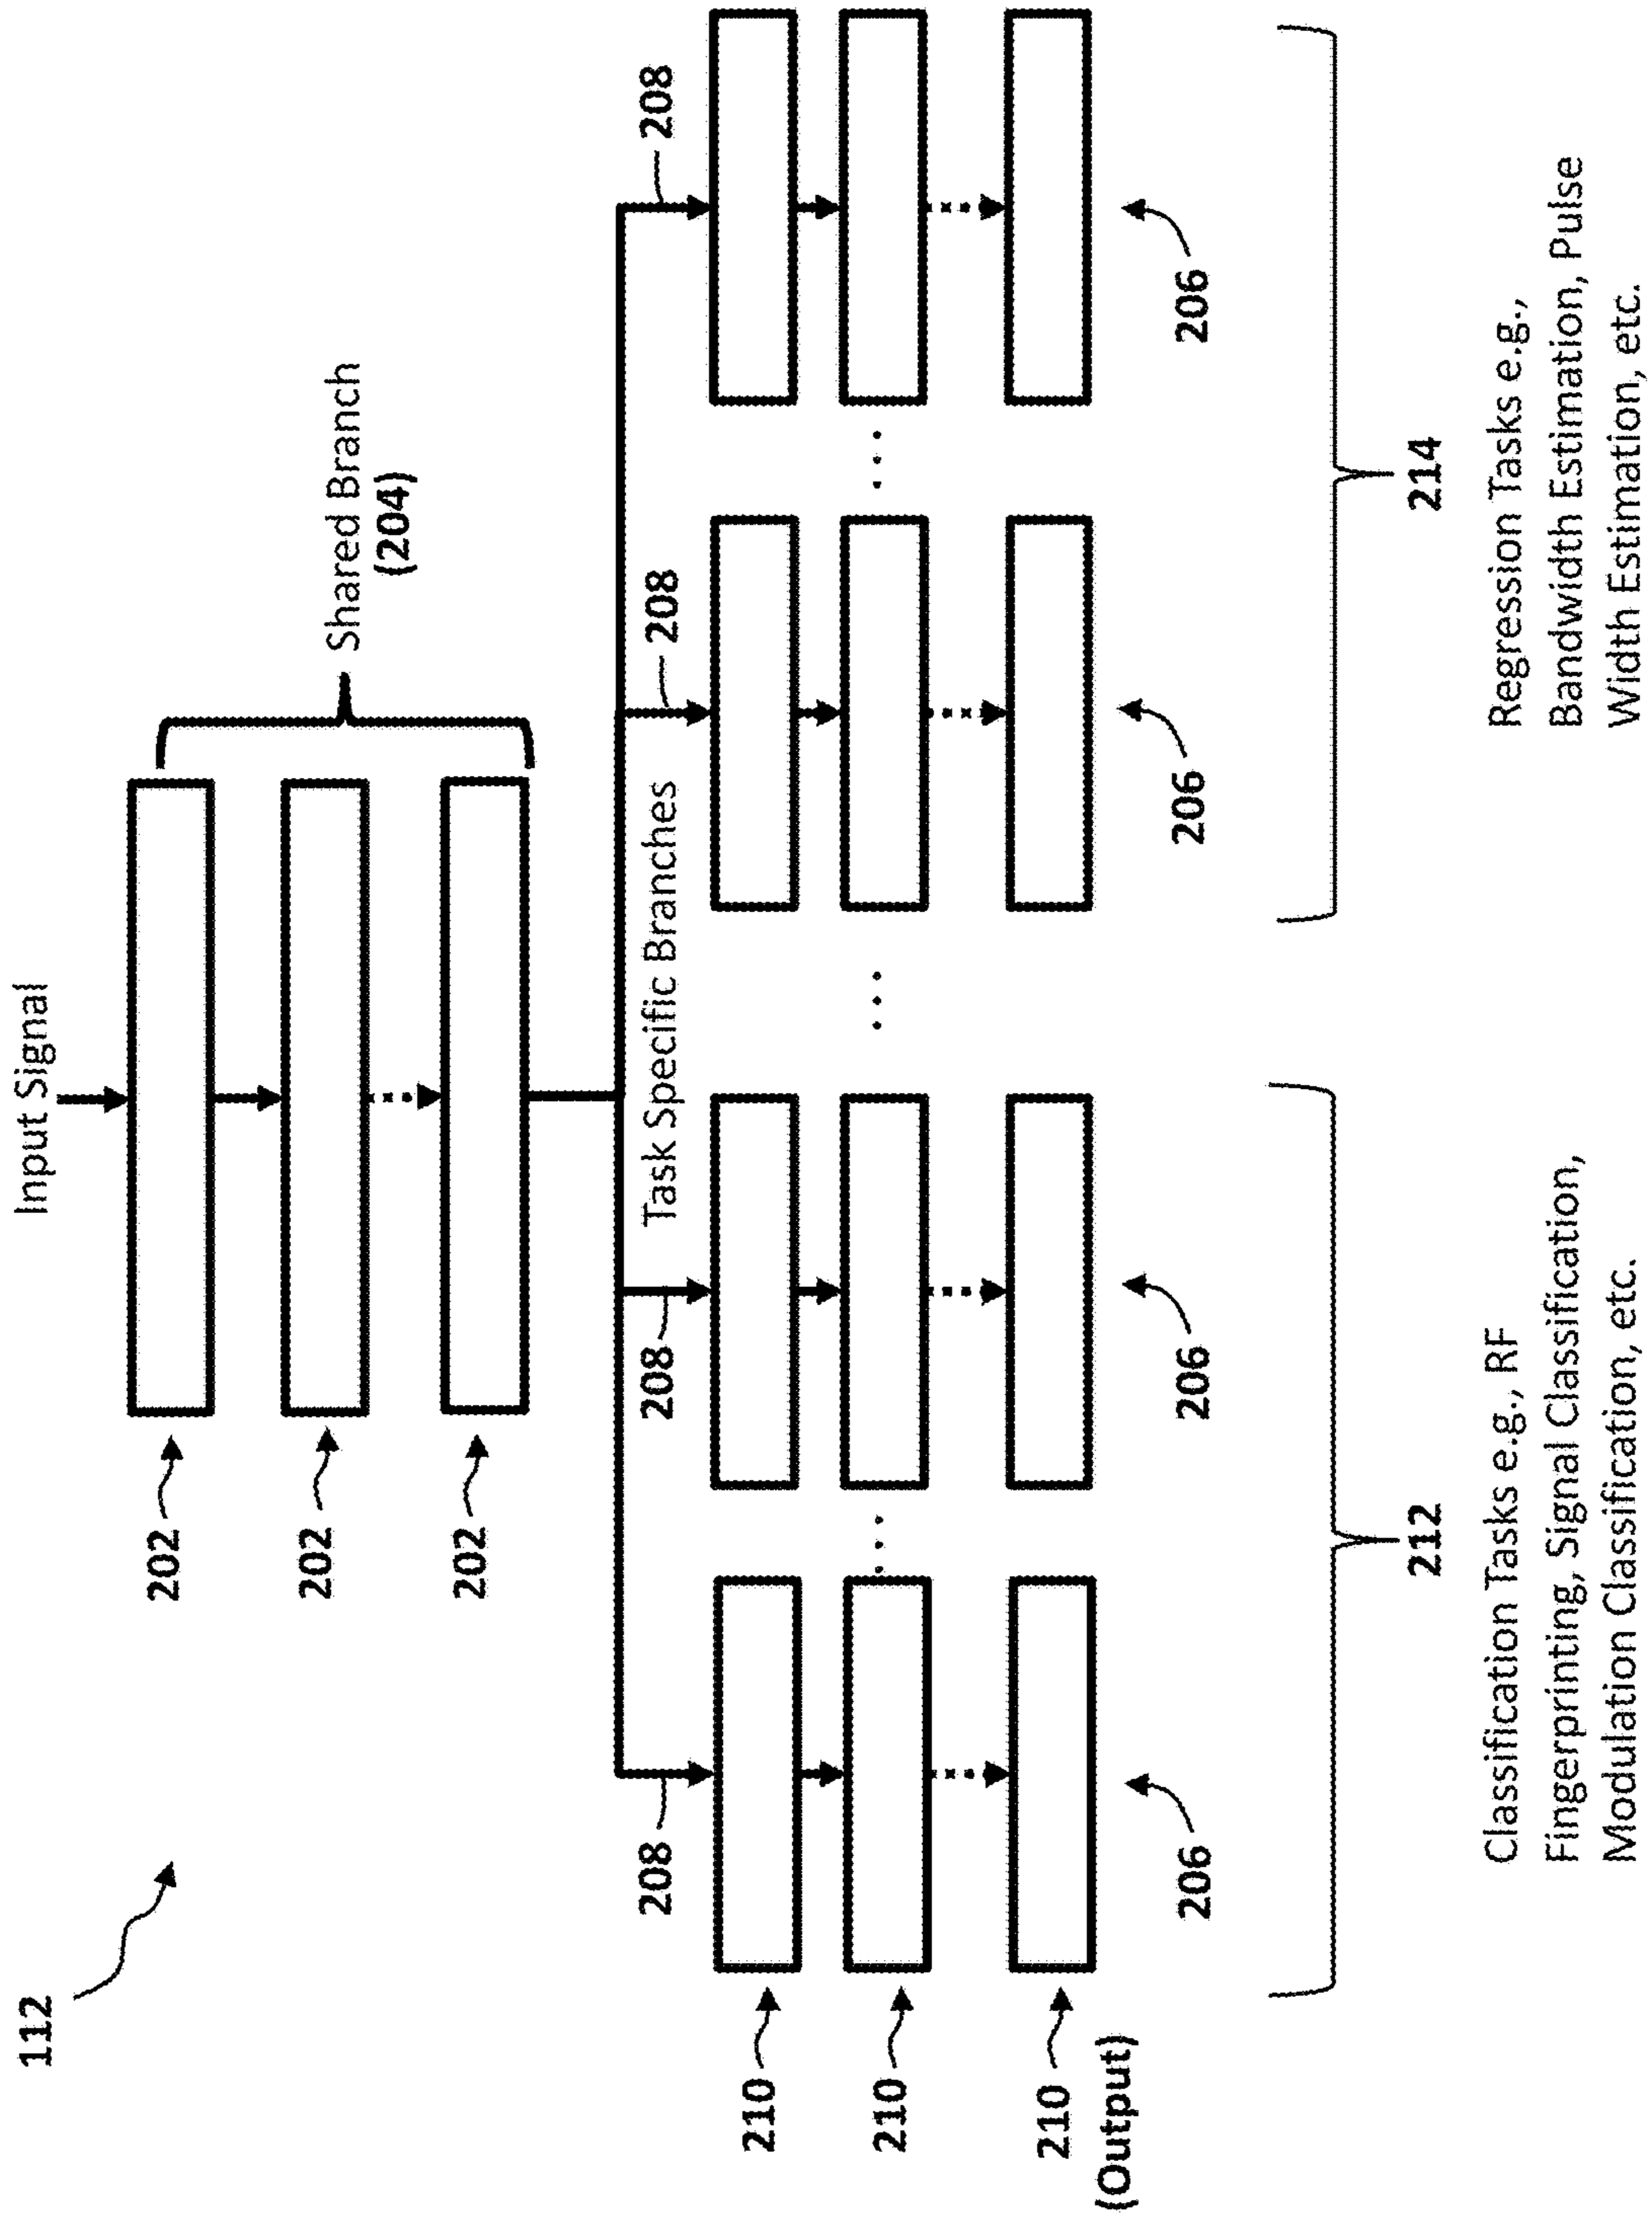 112
Input Signal
202
202
202
Shared Branch
(204)
208
208
Task Specific Branches
208
208
210
210
210
(Output)
206
206
206
206
212
214
Classification Tasks e.g., RF
Fingerprinting, Signal Classification,
Modulation Classification, etc.
Regression Tasks e.g.,
Bandwidth Estimation, Pulse
Width Estimation, etc.